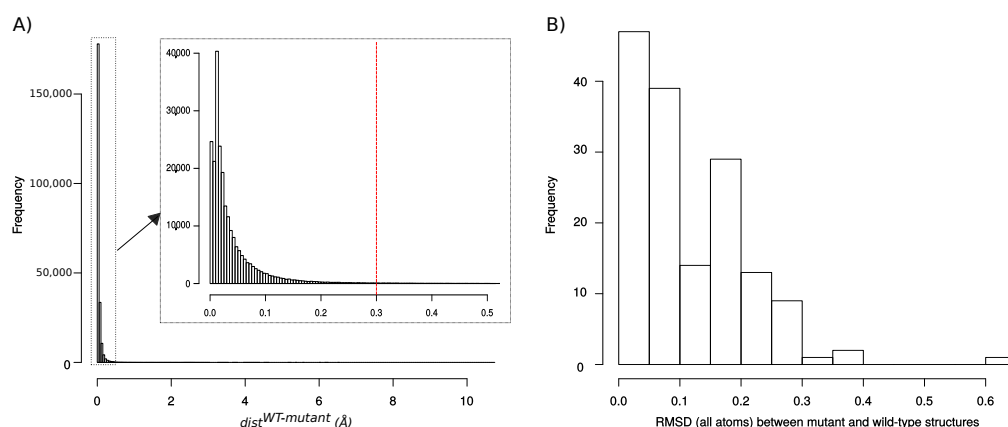 A)
150,000
100,000
50,000
0
Frequency
0 2 4 6 8 10
dist^WT-mutant (Å)
40000
30000
20000
10000
0
0.0 0.1 0.2 0.3 0.4 0.5
B)
40
30
20
10
0
Frequency
0.0 0.1 0.2 0.3 0.4 0.5 0.6
RMSD (all atoms) between mutant and wild-type structures